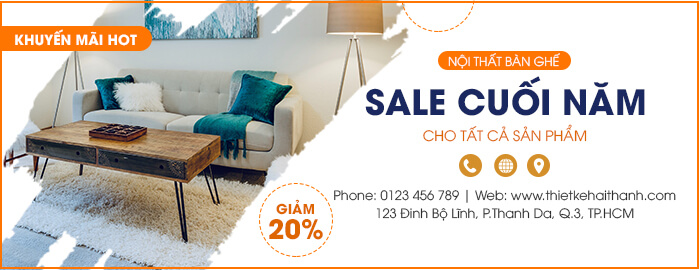 KHUYẾN MÃI HOT
NỘI THẤT BÀN GHẾ
SALE CUỐI NĂM
CHO TẤT CẢ SẢN PHẨM
Phone: 0123 456 789 | Web: www.thietkehaithanh.com
123 Đinh Bộ Lĩnh, P.Thanh Da, Q.3, TP.HCM
GIẢM
20%